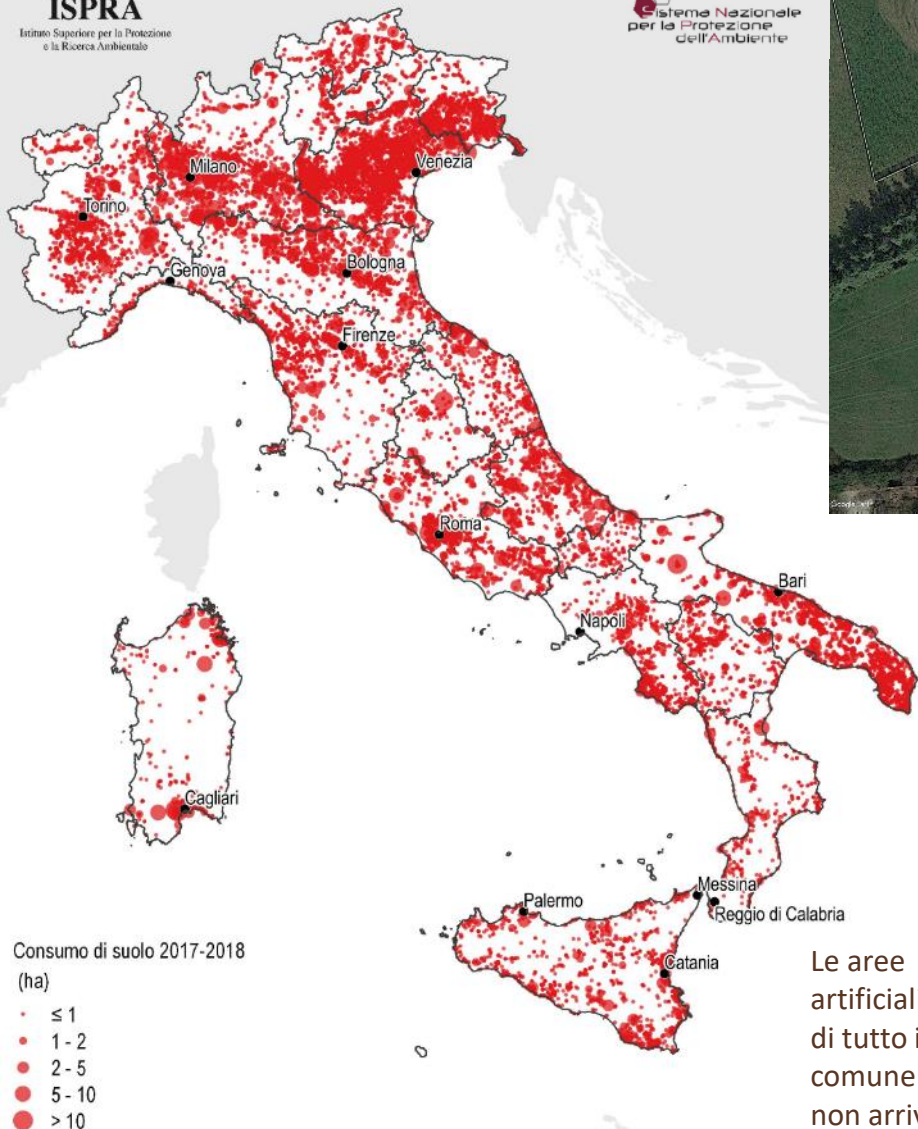 ISPRA
Istituto Superiore per la Protezione
e la Ricerca Ambientale
Sistema Nazionale
per la Protezione
dell'Ambiente
Milano
Venezia
Torino
Genova
Bologna
Firenze
Roma
Bari
Napoli
Cagliari
Messina
Palermo
Reggio di Calabria
Catania
Consumo di suolo 2017-2018
(ha)
≤ 1
1 - 2
2 - 5
5 - 10
> 10
Le aree
artificial
di tutto i
comune
non arriv